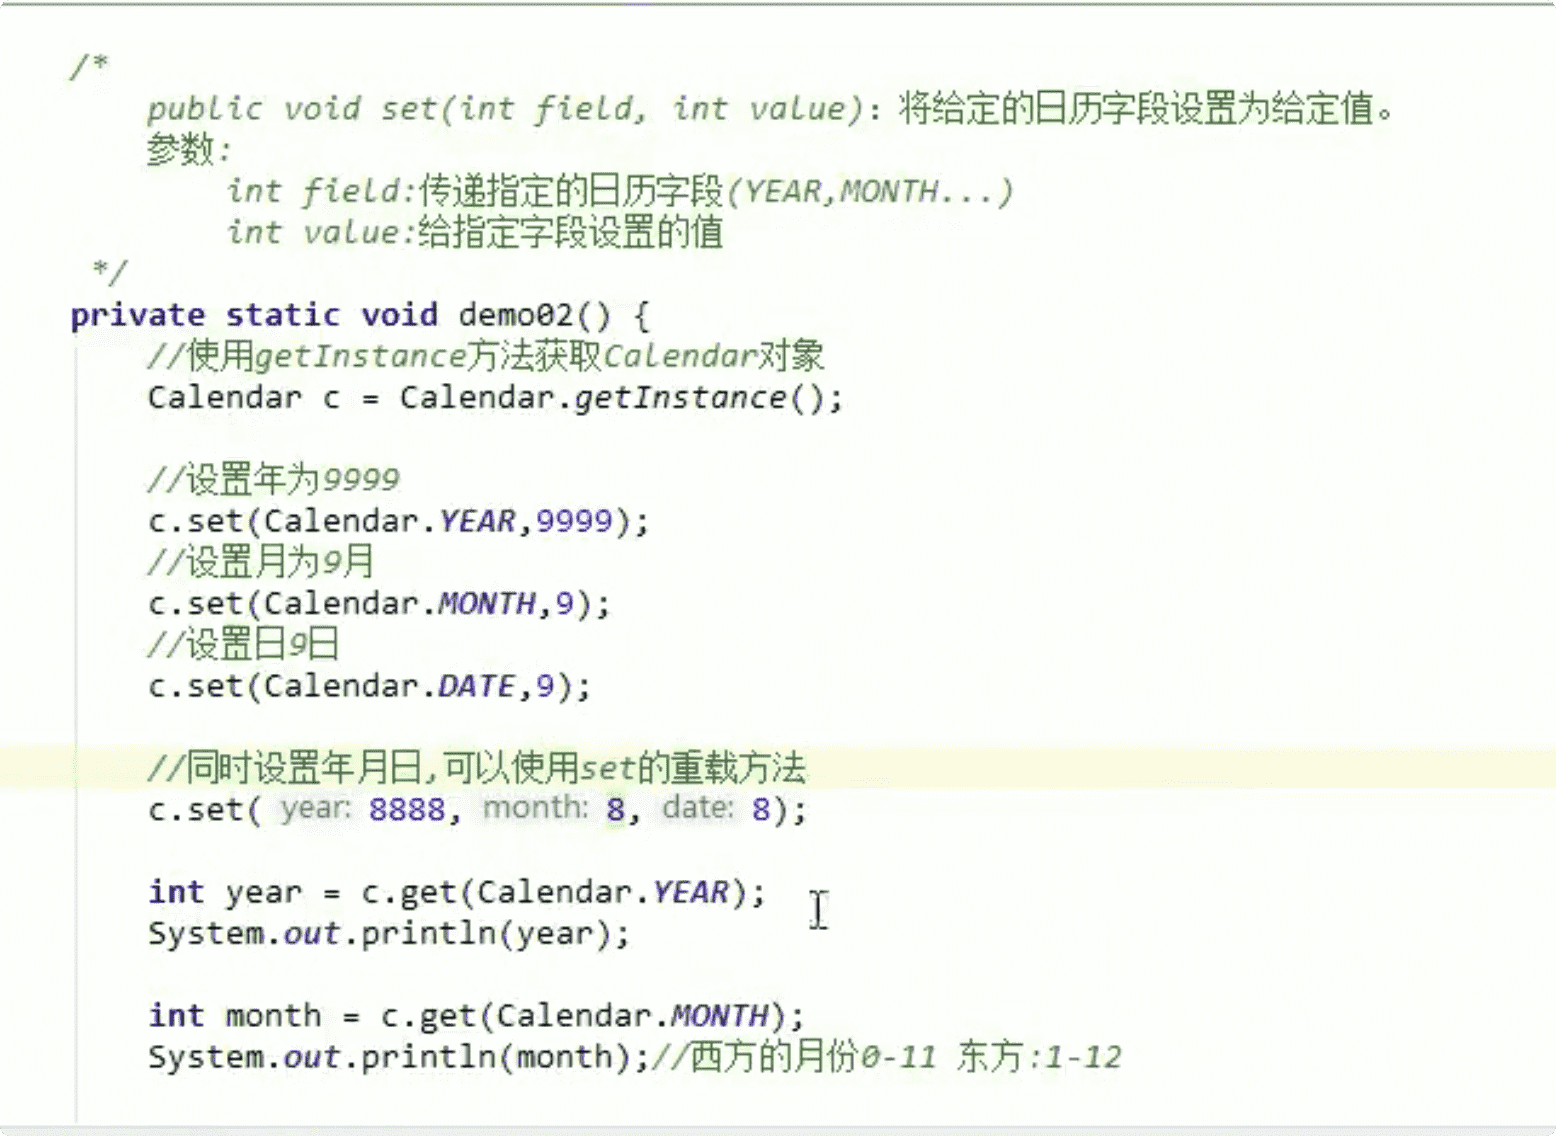 /*
public void set(int field, int value)：将给定的日历字段设置为给定值。
参数:
int field:传递指定的日历字段(YEAR,MONTH...)
int value:给指定字段设置的值
*/
private static void demo02() {
//使用getInstance方法获取Calendar对象
Calendar c = Calendar.getInstance();
//设置年为9999
c.set(Calendar.YEAR,9999);
//设置月为9月
c.set(Calendar.MONTH,9);
//设置日9日
c.set(Calendar.DATE,9);
//同时设置年月日,可以使用set的重载方法
c.set( year: 8888, month: 8, date: 8);
int year = c.get(Calendar.YEAR);
System.out.println(year);
int month = c.get(Calendar.MONTH);
System.out.println(month);//西方的月份0-11 东方:1-12